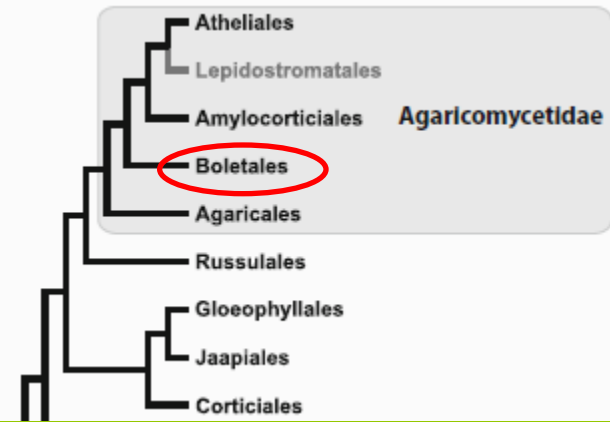 Atheliales
Lepidostromatales
Amylocorticiales Agaricomycetidae
Boletales
Agaricales
Russulales
Gloeophyllales
Jaapiales
Corticiales